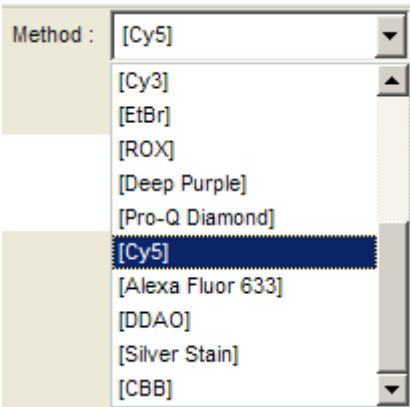 Method : [Cy5]
[Cy3]
[EtBr]
[ROX]
[Deep Purple]
[Pro-Q Diamond]
[Cy5]
[Alexa Fluor 633]
[DDAO]
[Silver Stain]
[CBB]